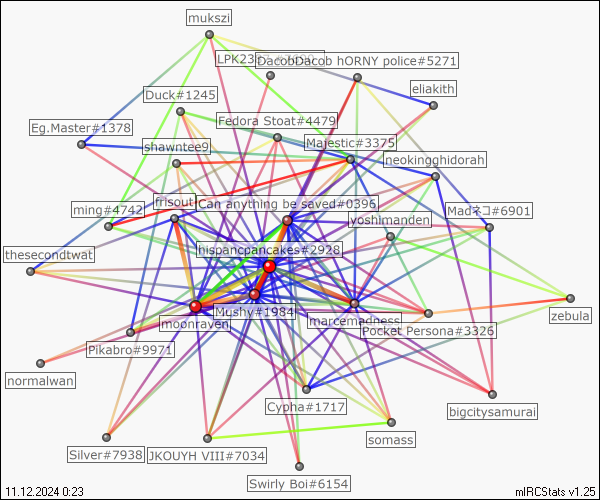 mukszi
DacobDacob hORNY police#5271
eliakith
Duck#1245
Fedora Stoat#4479
Eg.Master#1378
shawntee9
Majestic#3375
neokingghidorah
ming#4742
frisout
Can anything be saved#0396
yoshimanden
Madネコ#6901
thesecondtwat
hispancpancakes#2928
moonraven
Mushy#1984
marcemadness
Pocket Persona#3326
zebula
Pikabro#9971
normalwan
Cypha#1717
bigcitysamurai
somass
Silver#7938
JKOUYH VIII#7034
Swirly Boi#6154
11.12.2024 0:23
mIRCStats v1.25